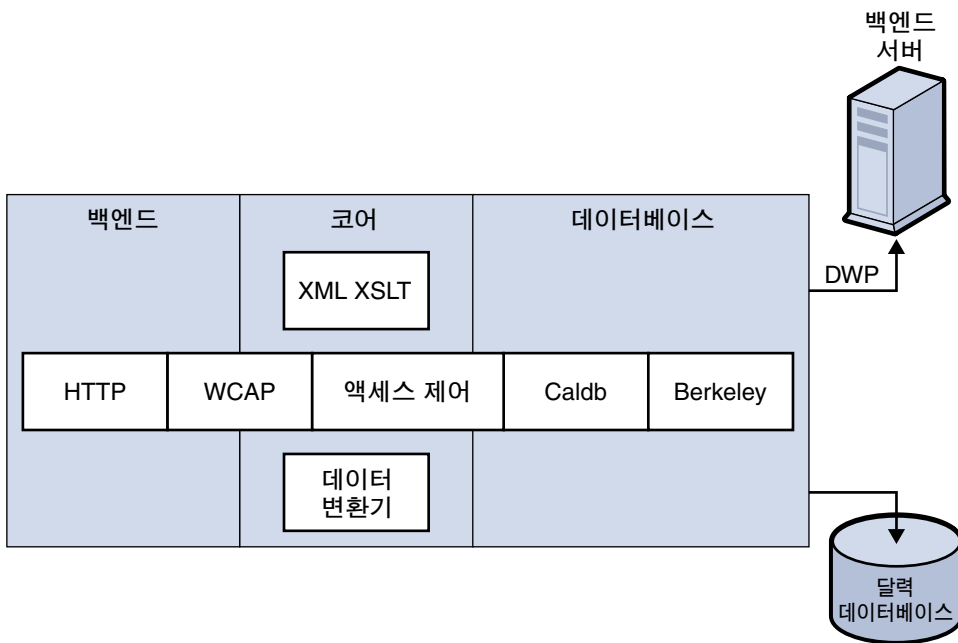 백엔드
서버
백엔드
코어
데이터베이스
XML XSLT
DWP
HTTP
WCAP
액세스 제어
Caldb
Berkeley
데이터
변환기
달력
데이터베이스